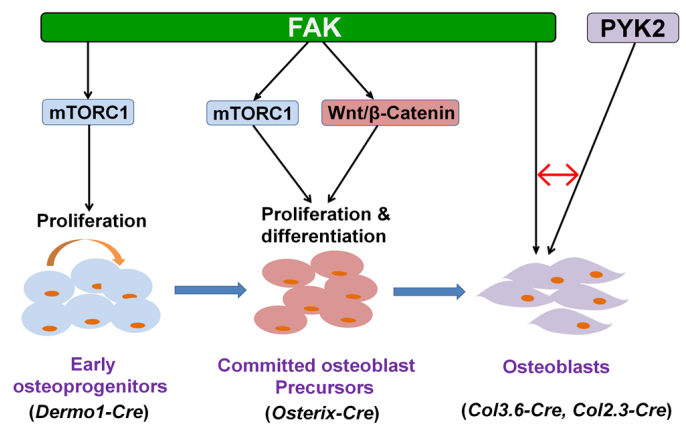 FAK
PYK2
mTORC1
mTORC1
Wnt/β-Catenin
Proliferation
Proliferation &
differentiation
Early
osteoprogenitors
(Dermo1-Cre)
Committed osteoblast
Precursors
(Osterix-Cre)
Osteoblasts
(Col3.6-Cre, Col2.3-Cre)